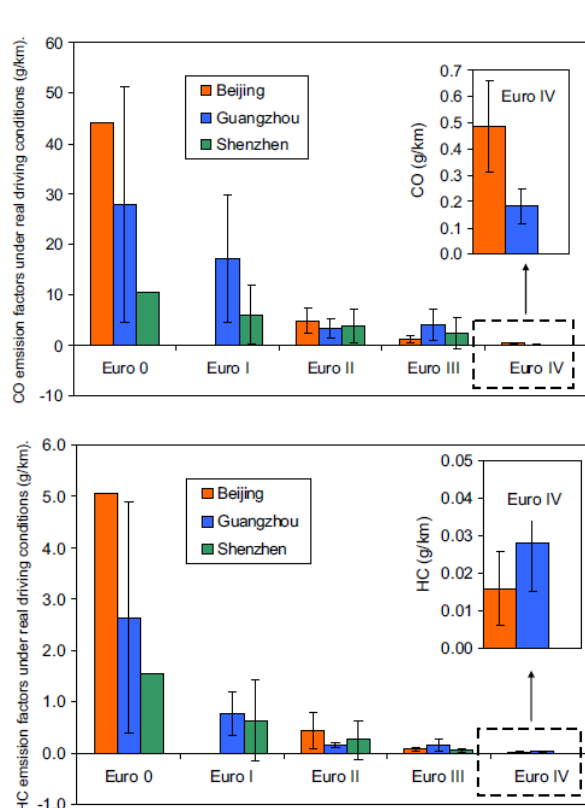 CO emsision factors under real driving conditions (g/km).
60
50
40
30
20
10
0
-10
Beijing
Guangzhou
Shenzhen
Euro 0
Euro I
Euro II
Euro III
Euro IV
CO (g/km)
0.7
0.6
0.5
0.4
0.3
0.2
0.1
0.0
Euro IV
HC emsision factors under real driving conditions (g/km).
6.0
5.0
4.0
3.0
2.0
1.0
0.0
-1.0
Beijing
Guangzhou
Shenzhen
Euro 0
Euro I
Euro II
Euro III
Euro IV
HC (g/km)
0.05
0.04
0.03
0.02
0.01
0.00
Euro IV